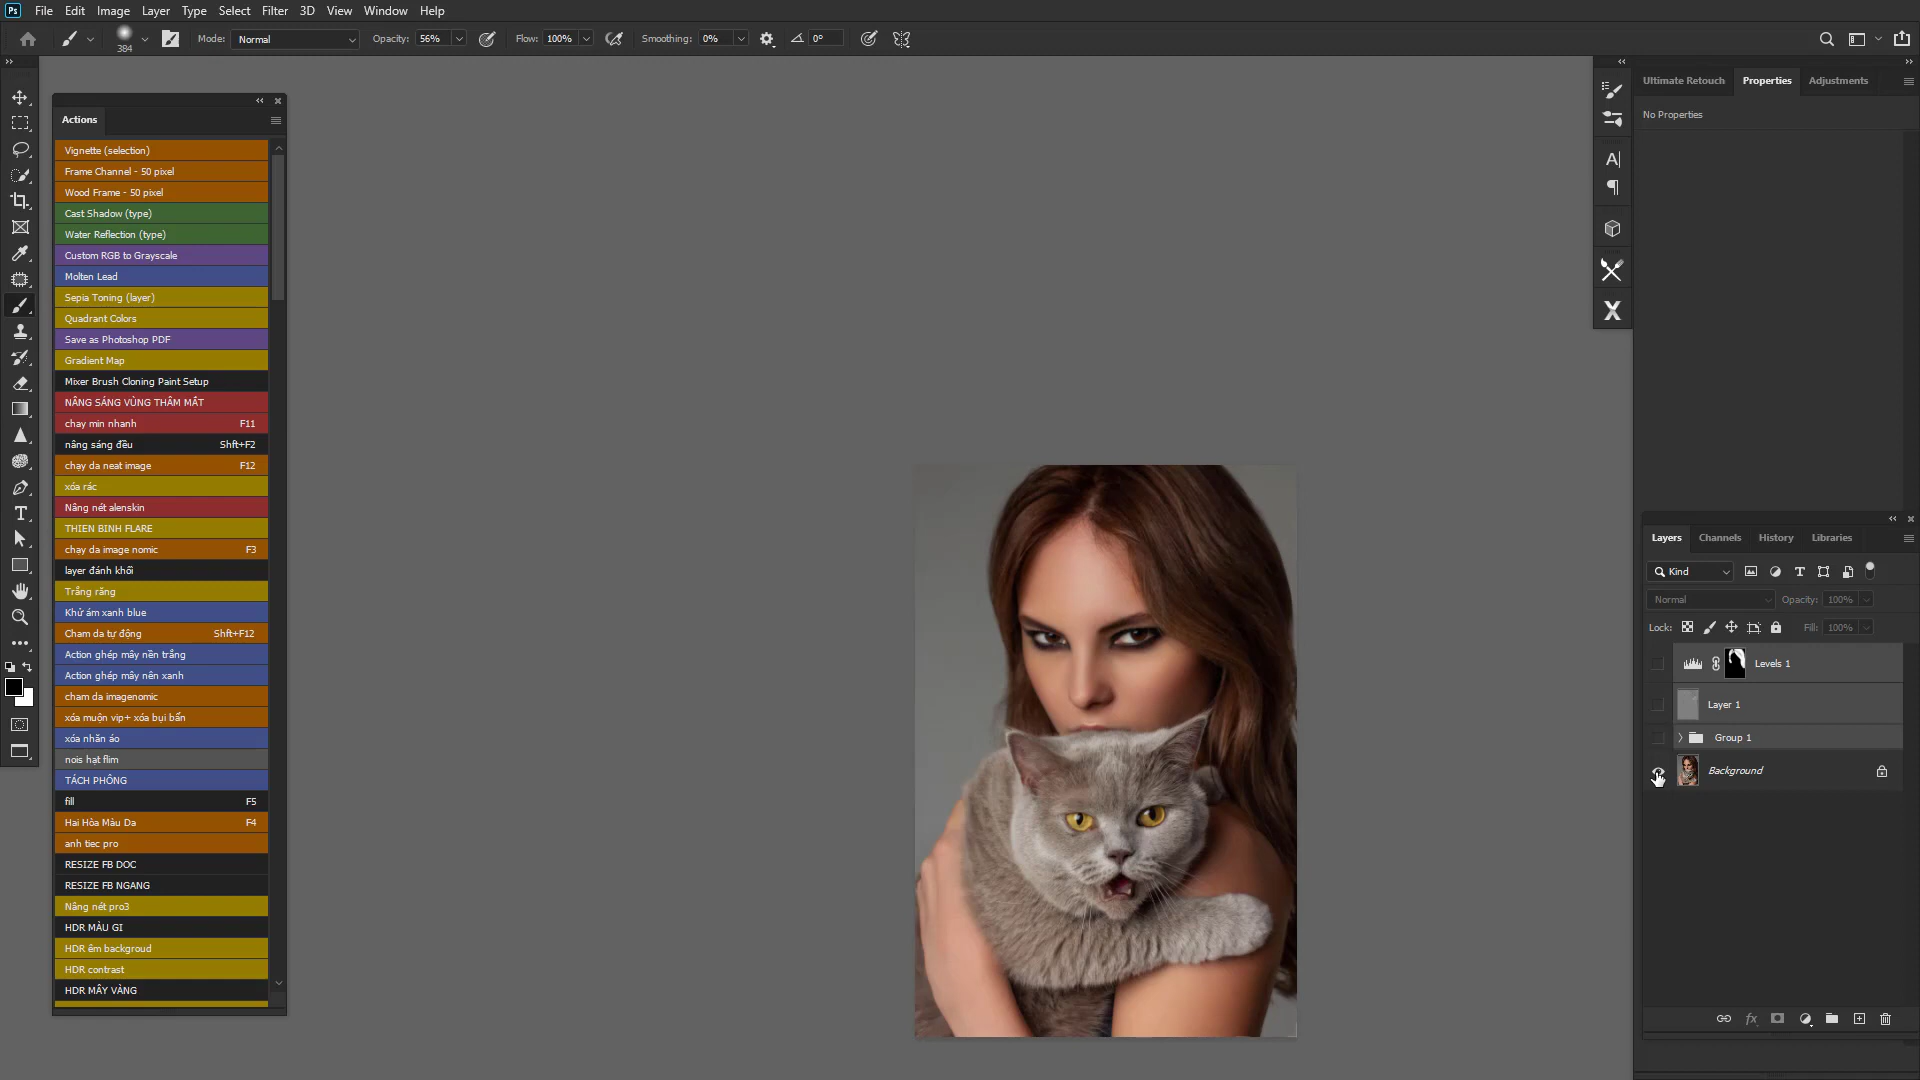 Ps File Edit Image Layer Type Select Filter 3D View Window Help
384 Mode: Normal Opacity: 56% Flow: 100% Smoothing: 0% 0°
Actions
Vignette (selection)
Frame Channel - 50 pixel
Wood Frame - 50 pixel
Cast Shadow (type)
Water Reflection (type)
Custom RGB to Grayscale
Molten Lead
Sepia Toning (layer)
Quadrant Colors
Save as Photoshop PDF
Gradient Map
Mixer Brush Cloning Paint Setup
NÂNG SÁNG VÙNG THÂM MẮT
chay min nhanh F11
nâng sáng đều Shft+F2
chạy da neat image F12
xóa rác
Nâng nét alenskin
THIEN BINH FLARE
chạy da image nomic F3
layer đánh khối
Trắng răng
Khử ám xanh blue
Cham da tự động Shft+F12
Action ghép mây nền trắng
Action ghép mây nên xanh
cham da imagenomic
xóa muộn vip+ xóa bụi bẩn
xóa nhăn áo
nois hạt flim
TÁCH PHÔNG
fill F5
Hai Hòa Màu Da F4
anh tiec pro
RESIZE FB DOC
RESIZE FB NGANG
Nâng nét pro3
HDR MÀU GI
HDR êm backgroud
HDR contrast
HDR MÂY VÀNG
Ultimate Retouch Properties Adjustments
No Properties
Layers Channels History Libraries
Kind
Normal Opacity: 100%
Lock: Fill: 100%
Levels 1
Layer 1
Group 1
Background